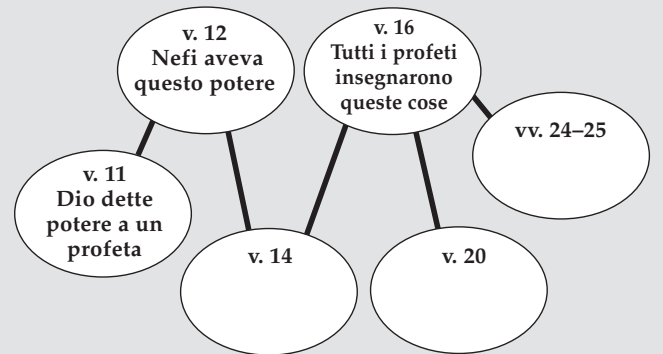 v. 12
Nefi aveva
questo potere
v. 16
Tutti i profeti
insegnarono
queste cose
vv. 24–25
v. 11
Dio dette
potere a un
profeta
v. 14
v. 20